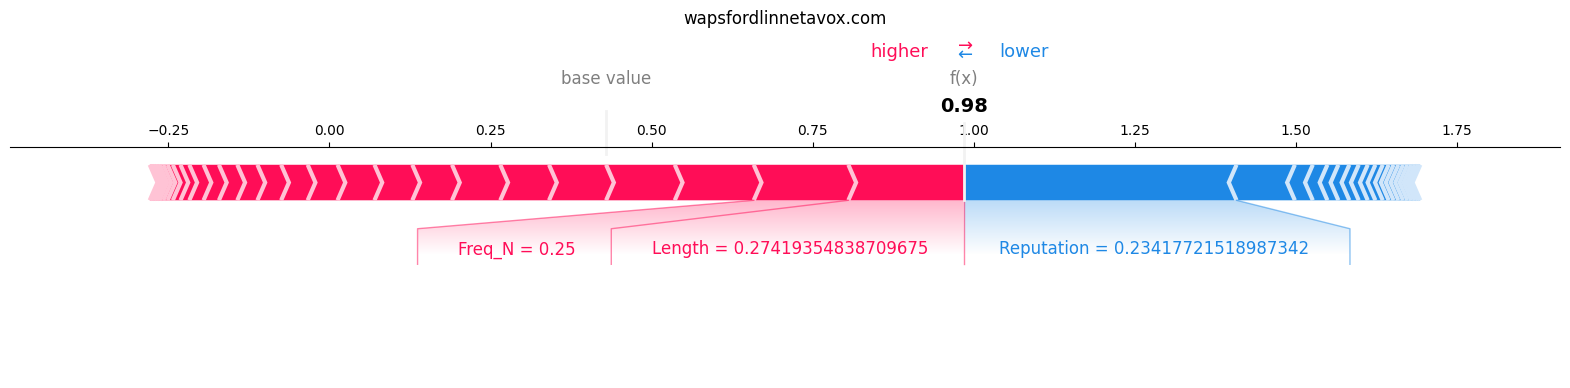 wapsfordlinnetavox.com
higher → ← lower
base value f(x)
0.98
−0.25 0.00 0.25 0.50 0.75 1.00 1.25 1.50 1.75
Freq_N = 0.25 Length = 0.27419354838709675 Reputation = 0.23417721518987342